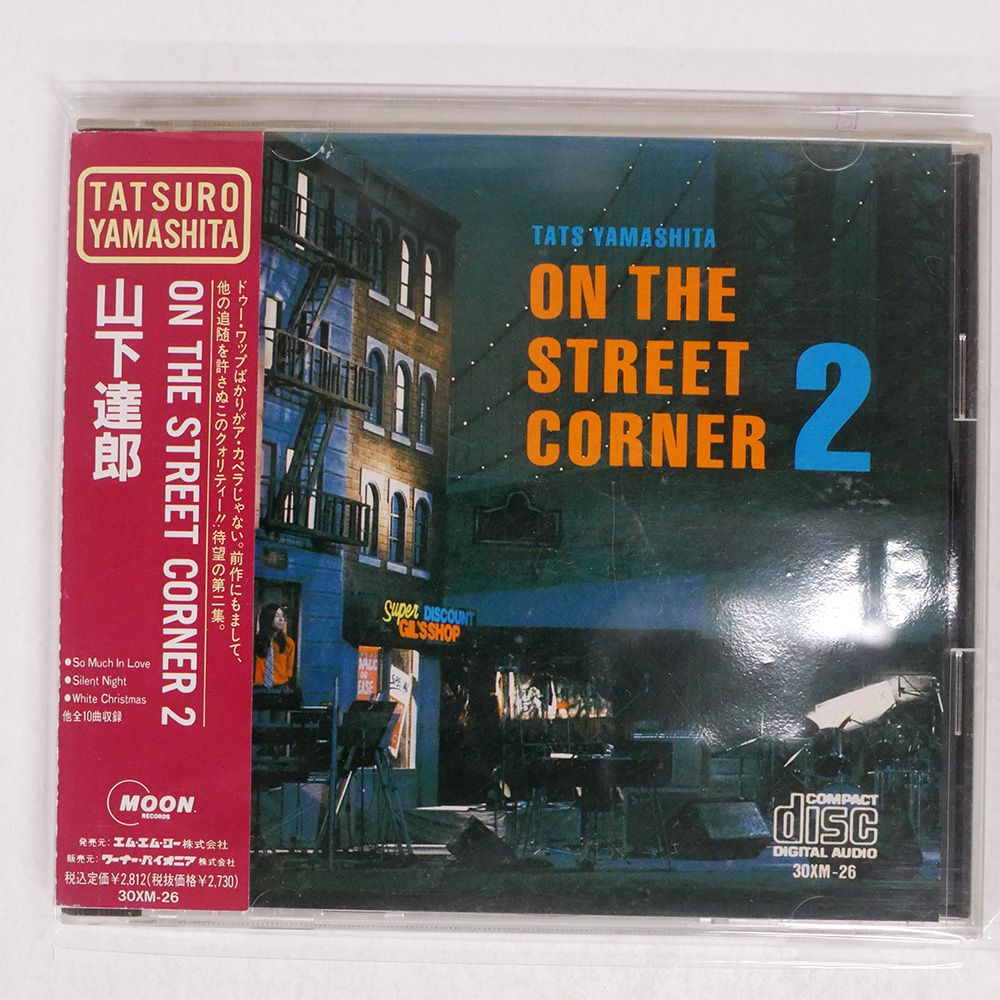 TATSURO
YAMASHITA
山下達郎
ON THE STREET CORNER 2
ドゥー・ワップばかりがア・カペラじゃない。前作にもまして、
他の追随を許さぬこのクォリティー!!待望の第二集。
●So Much In Love
●Silent Night
●White Christmas
他全10曲収録
MOON
RECORDS
発売元:エム・エム・ジー株式会社
販売元:ワーナー・パイオニア株式会社
税込定価¥2,812(税抜価格¥2,730)
30XM-26
TATS YAMASHITA
ON THE
STREET
CORNER 2
Super DISCOUNT
GIL'S SHOP
COMPACT
disc
DIGITAL AUDIO
30XM-26